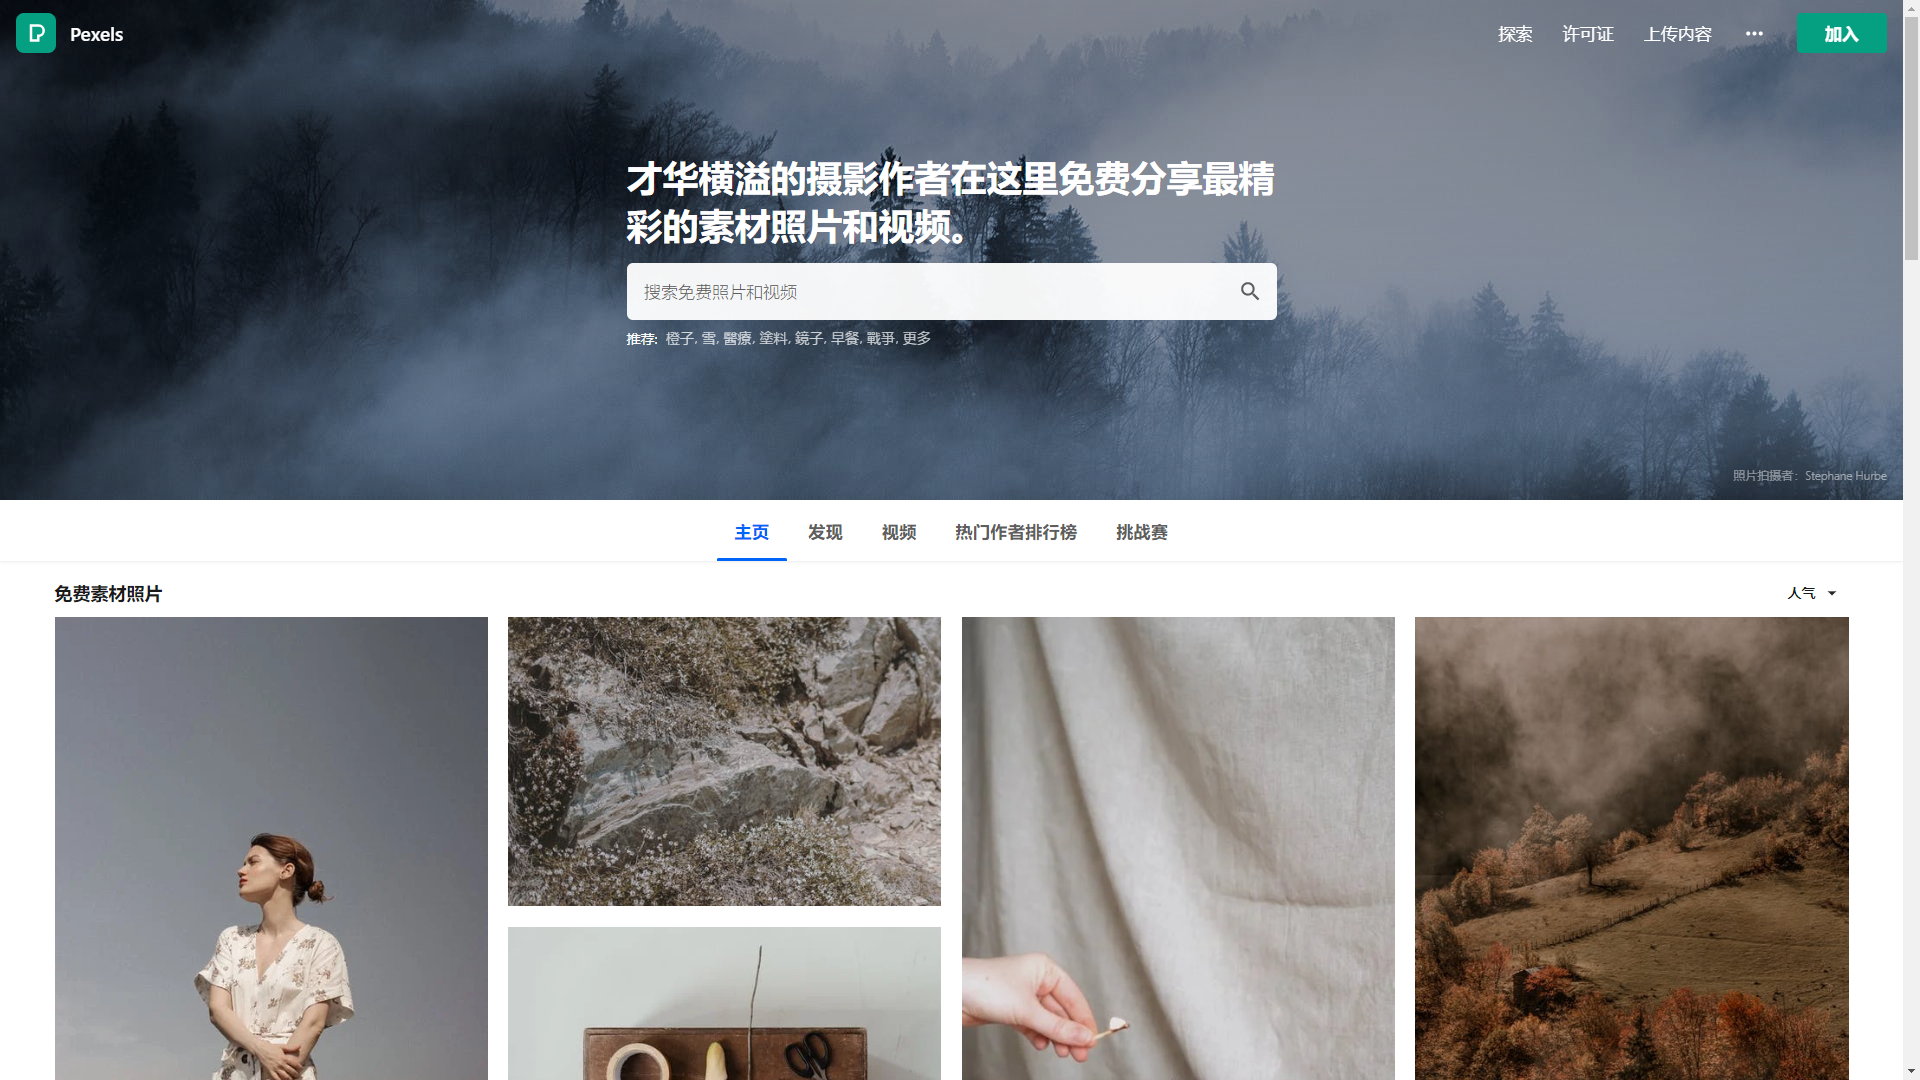 Pexels
探索
许可证
上传内容
加入
才华横溢的摄影作者在这里免费分享最精
彩的素材照片和视频。
搜索免费照片和视频
推荐: 橙子, 雪, 醫療, 塗料, 鏡子, 早餐, 戰爭, 更多
照片拍摄者：Stephane Hurbe
主页
发现
视频
热门作者排行榜
挑战赛
免费素材照片
人气